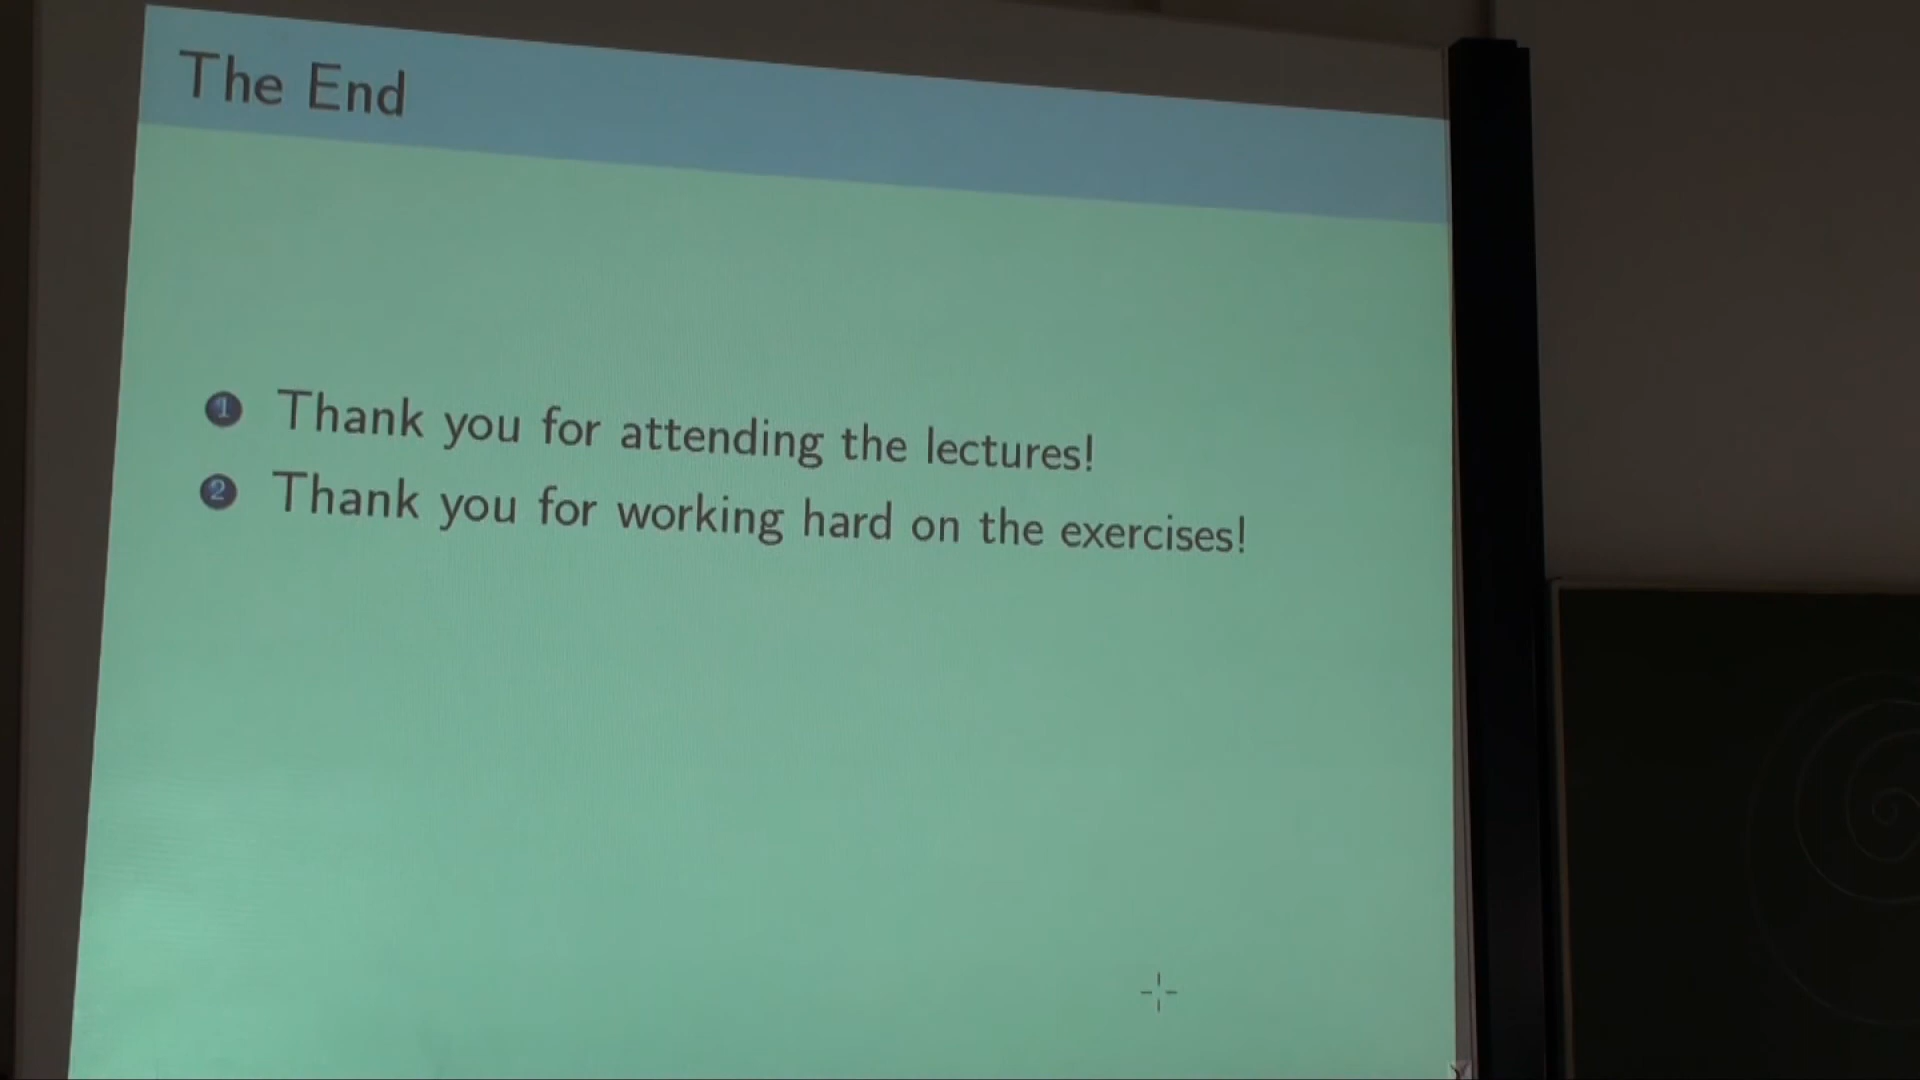 The End
1 Thank you for attending the lectures!
2 Thank you for working hard on the exercises!